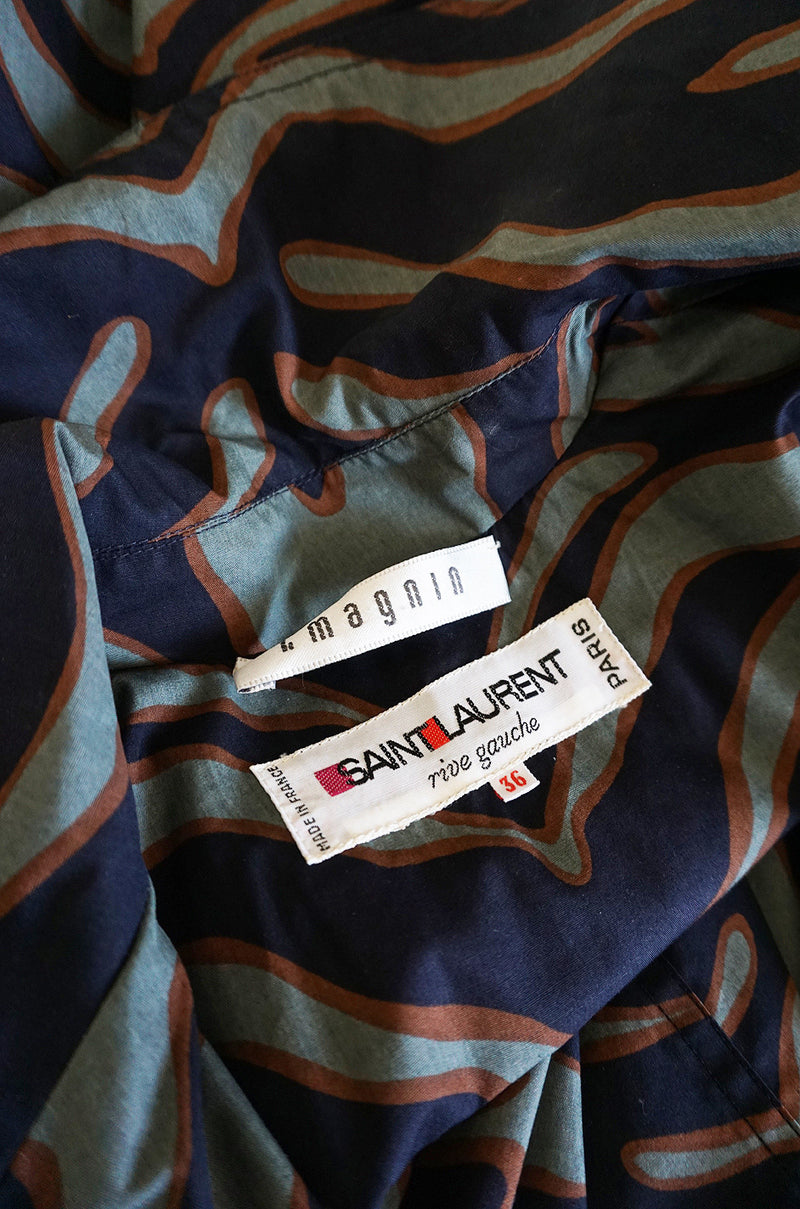 magnin
SAINT LAURENT
rive gauche
PARIS
MADE IN FRANCE
36